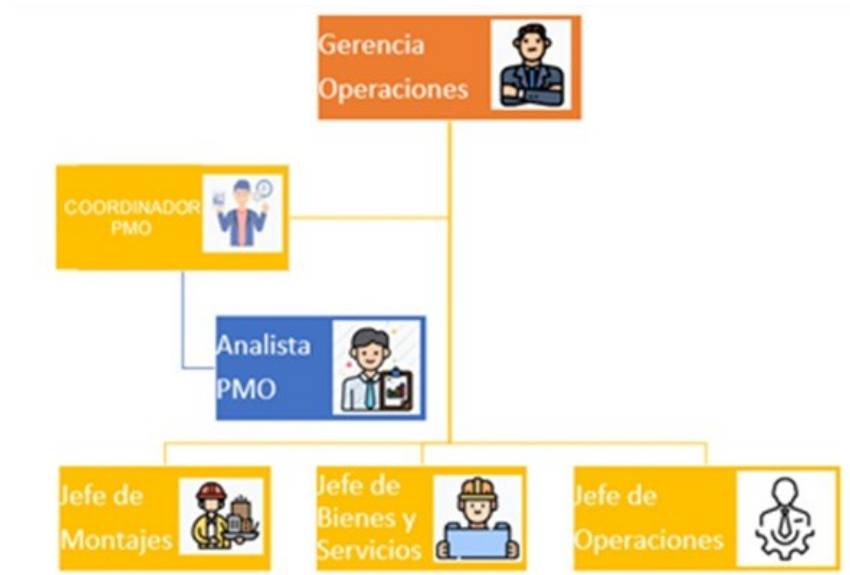 Gerencia
Operaciones
COORDINADOR
PMO
Analista
PMO
Jefe de
Montajes
Jefe de
Bienes y
Servicios
Jefe de
Operaciones